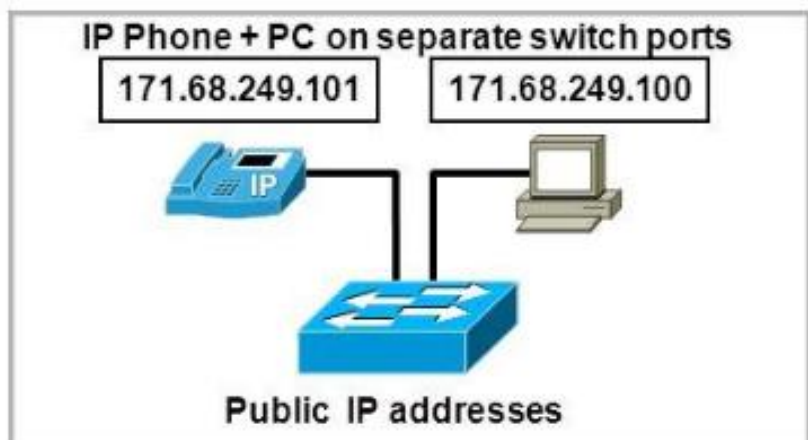 IP Phone + PC on separate switch ports
171.68.249.101 171.68.249.100
IP
Public IP addresses